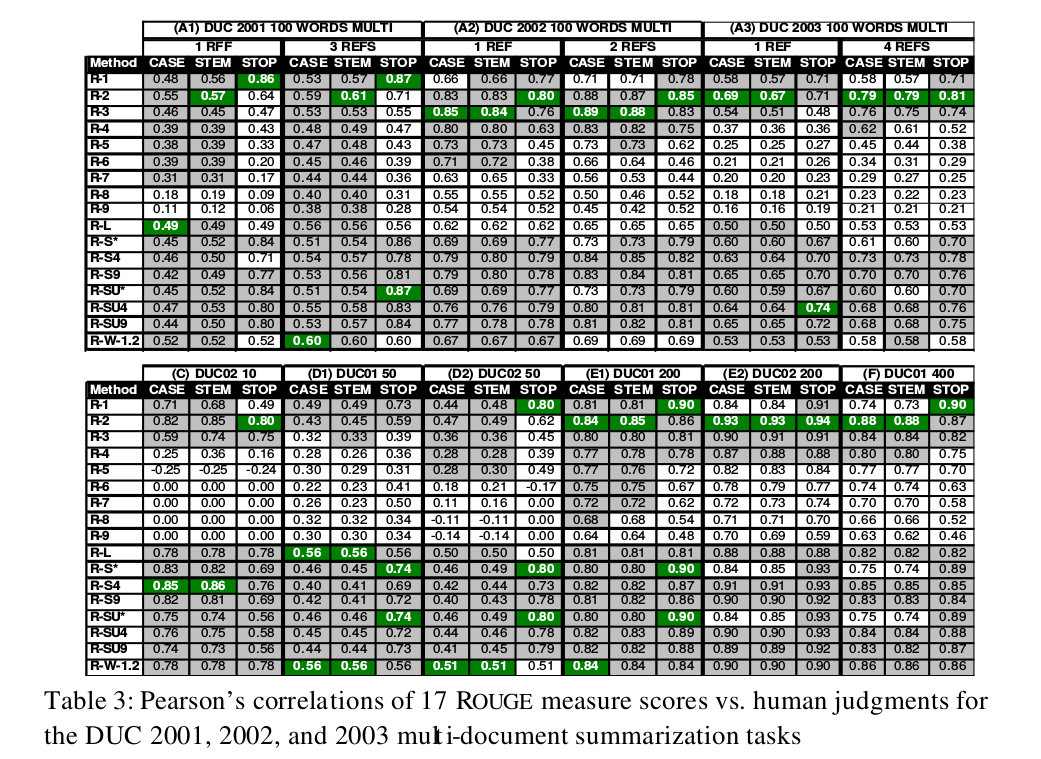 (A1) DUC 2001 100 WORDS MULTI (A2) DUC 2002 100 WORDS MULTI (A3) DUC 2003 100 WORDS MULTI
1 RFF 3 REFS 1 REF 2 REFS 1 REF 4 REFS
Method CASE STEM STOP CASE STEM STOP CASE STEM STOP CASE STEM STOP CASE STEM STOP CASE STEM STOP
R-1 0.48 0.56 0.86 0.53 0.57 0.87 0.66 0.66 0.77 0.71 0.71 0.78 0.58 0.57 0.71 0.58 0.57 0.71
R-2 0.55 0.57 0.64 0.59 0.61 0.71 0.83 0.83 0.80 0.88 0.87 0.85 0.69 0.67 0.71 0.79 0.79 0.81
R-3 0.46 0.45 0.47 0.53 0.53 0.55 0.85 0.84 0.76 0.89 0.88 0.83 0.54 0.51 0.48 0.76 0.75 0.74
R-4 0.39 0.39 0.43 0.48 0.49 0.47 0.80 0.80 0.63 0.83 0.82 0.75 0.37 0.36 0.36 0.62 0.61 0.52
R-5 0.38 0.39 0.33 0.47 0.48 0.43 0.73 0.73 0.45 0.73 0.73 0.62 0.25 0.25 0.27 0.45 0.44 0.38
R-6 0.39 0.39 0.20 0.45 0.46 0.39 0.71 0.72 0.38 0.66 0.64 0.46 0.21 0.21 0.26 0.34 0.31 0.29
R-7 0.31 0.31 0.17 0.44 0.44 0.36 0.63 0.65 0.33 0.56 0.53 0.44 0.20 0.20 0.23 0.29 0.27 0.25
R-8 0.18 0.19 0.09 0.40 0.40 0.31 0.55 0.55 0.52 0.50 0.46 0.52 0.18 0.18 0.21 0.23 0.22 0.23
R-9 0.11 0.12 0.06 0.38 0.38 0.28 0.54 0.54 0.52 0.45 0.42 0.52 0.16 0.16 0.19 0.21 0.21 0.21
R-L 0.49 0.49 0.49 0.56 0.56 0.56 0.62 0.62 0.62 0.65 0.65 0.65 0.50 0.50 0.50 0.53 0.53 0.53
R-S* 0.45 0.52 0.84 0.51 0.54 0.86 0.69 0.69 0.77 0.73 0.73 0.79 0.60 0.60 0.67 0.61 0.60 0.70
R-S4 0.46 0.50 0.71 0.54 0.57 0.78 0.79 0.80 0.79 0.84 0.85 0.82 0.63 0.64 0.70 0.73 0.73 0.78
R-S9 0.42 0.49 0.77 0.53 0.56 0.81 0.79 0.80 0.78 0.83 0.84 0.81 0.65 0.65 0.70 0.70 0.70 0.76
R-SU* 0.45 0.52 0.84 0.51 0.54 0.87 0.69 0.69 0.77 0.73 0.73 0.79 0.60 0.59 0.67 0.60 0.60 0.70
R-SU4 0.47 0.53 0.80 0.55 0.58 0.83 0.76 0.76 0.79 0.80 0.81 0.81 0.64 0.64 0.74 0.68 0.68 0.76
R-SU9 0.44 0.50 0.80 0.53 0.57 0.84 0.77 0.78 0.78 0.81 0.82 0.81 0.65 0.65 0.72 0.68 0.68 0.75
R-W-1.2 0.52 0.52 0.52 0.60 0.60 0.60 0.67 0.67 0.67 0.69 0.69 0.69 0.53 0.53 0.53 0.58 0.58 0.58
(C) DUC02 10 (D1) DUC01 50 (D2) DUC02 50 (E1) DUC01 200 (E2) DUC02 200 (F) DUC01 400
Method CASE STEM STOP CASE STEM STOP CASE STEM STOP CASE STEM STOP CASE STEM STOP CASE STEM STOP
R-1 0.71 0.68 0.49 0.49 0.49 0.73 0.44 0.48 0.80 0.81 0.81 0.90 0.84 0.84 0.91 0.74 0.73 0.90
R-2 0.82 0.85 0.80 0.43 0.45 0.59 0.47 0.49 0.62 0.84 0.85 0.86 0.93 0.93 0.94 0.88 0.88 0.87
R-3 0.59 0.74 0.75 0.32 0.33 0.39 0.36 0.36 0.45 0.80 0.80 0.81 0.90 0.91 0.91 0.84 0.84 0.82
R-4 0.25 0.36 0.16 0.28 0.26 0.36 0.28 0.28 0.39 0.77 0.78 0.78 0.87 0.88 0.88 0.80 0.80 0.75
R-5 -0.25 -0.25 -0.24 0.30 0.29 0.31 0.28 0.30 0.49 0.77 0.76 0.72 0.82 0.83 0.84 0.77 0.77 0.70
R-6 0.00 0.00 0.00 0.22 0.23 0.41 0.18 0.21 -0.17 0.75 0.75 0.67 0.78 0.79 0.77 0.74 0.74 0.63
R-7 0.00 0.00 0.00 0.26 0.23 0.50 0.11 0.16 0.00 0.72 0.72 0.62 0.72 0.73 0.74 0.70 0.70 0.58
R-8 0.00 0.00 0.00 0.32 0.32 0.34 -0.11 -0.11 0.00 0.68 0.68 0.54 0.71 0.71 0.70 0.66 0.66 0.52
R-9 0.00 0.00 0.00 0.30 0.30 0.34 -0.14 -0.14 0.00 0.64 0.64 0.48 0.70 0.69 0.59 0.63 0.62 0.46
R-L 0.78 0.78 0.78 0.56 0.56 0.56 0.50 0.50 0.50 0.81 0.81 0.81 0.88 0.88 0.88 0.82 0.82 0.82
R-S* 0.83 0.82 0.69 0.46 0.45 0.74 0.46 0.49 0.80 0.80 0.80 0.90 0.84 0.85 0.93 0.75 0.74 0.89
R-S4 0.85 0.86 0.76 0.40 0.41 0.69 0.42 0.44 0.73 0.82 0.82 0.87 0.91 0.91 0.93 0.85 0.85 0.85
R-S9 0.82 0.81 0.69 0.42 0.41 0.72 0.40 0.43 0.78 0.81 0.82 0.86 0.90 0.90 0.92 0.83 0.83 0.84
R-SU* 0.75 0.74 0.56 0.46 0.46 0.74 0.46 0.49 0.80 0.80 0.80 0.90 0.84 0.85 0.93 0.75 0.74 0.89
R-SU4 0.76 0.75 0.58 0.45 0.45 0.72 0.44 0.46 0.78 0.82 0.83 0.89 0.90 0.90 0.93 0.84 0.84 0.88
R-SU9 0.74 0.73 0.56 0.44 0.44 0.73 0.41 0.45 0.79 0.82 0.82 0.88 0.89 0.89 0.92 0.83 0.82 0.87
R-W-1.2 0.78 0.78 0.78 0.56 0.56 0.56 0.51 0.51 0.51 0.84 0.84 0.84 0.90 0.90 0.90 0.86 0.86 0.86
Table 3: Pearson's correlations of 17 ROUGE measure scores vs. human judgments for
the DUC 2001, 2002, and 2003 multi-document summarization tasks